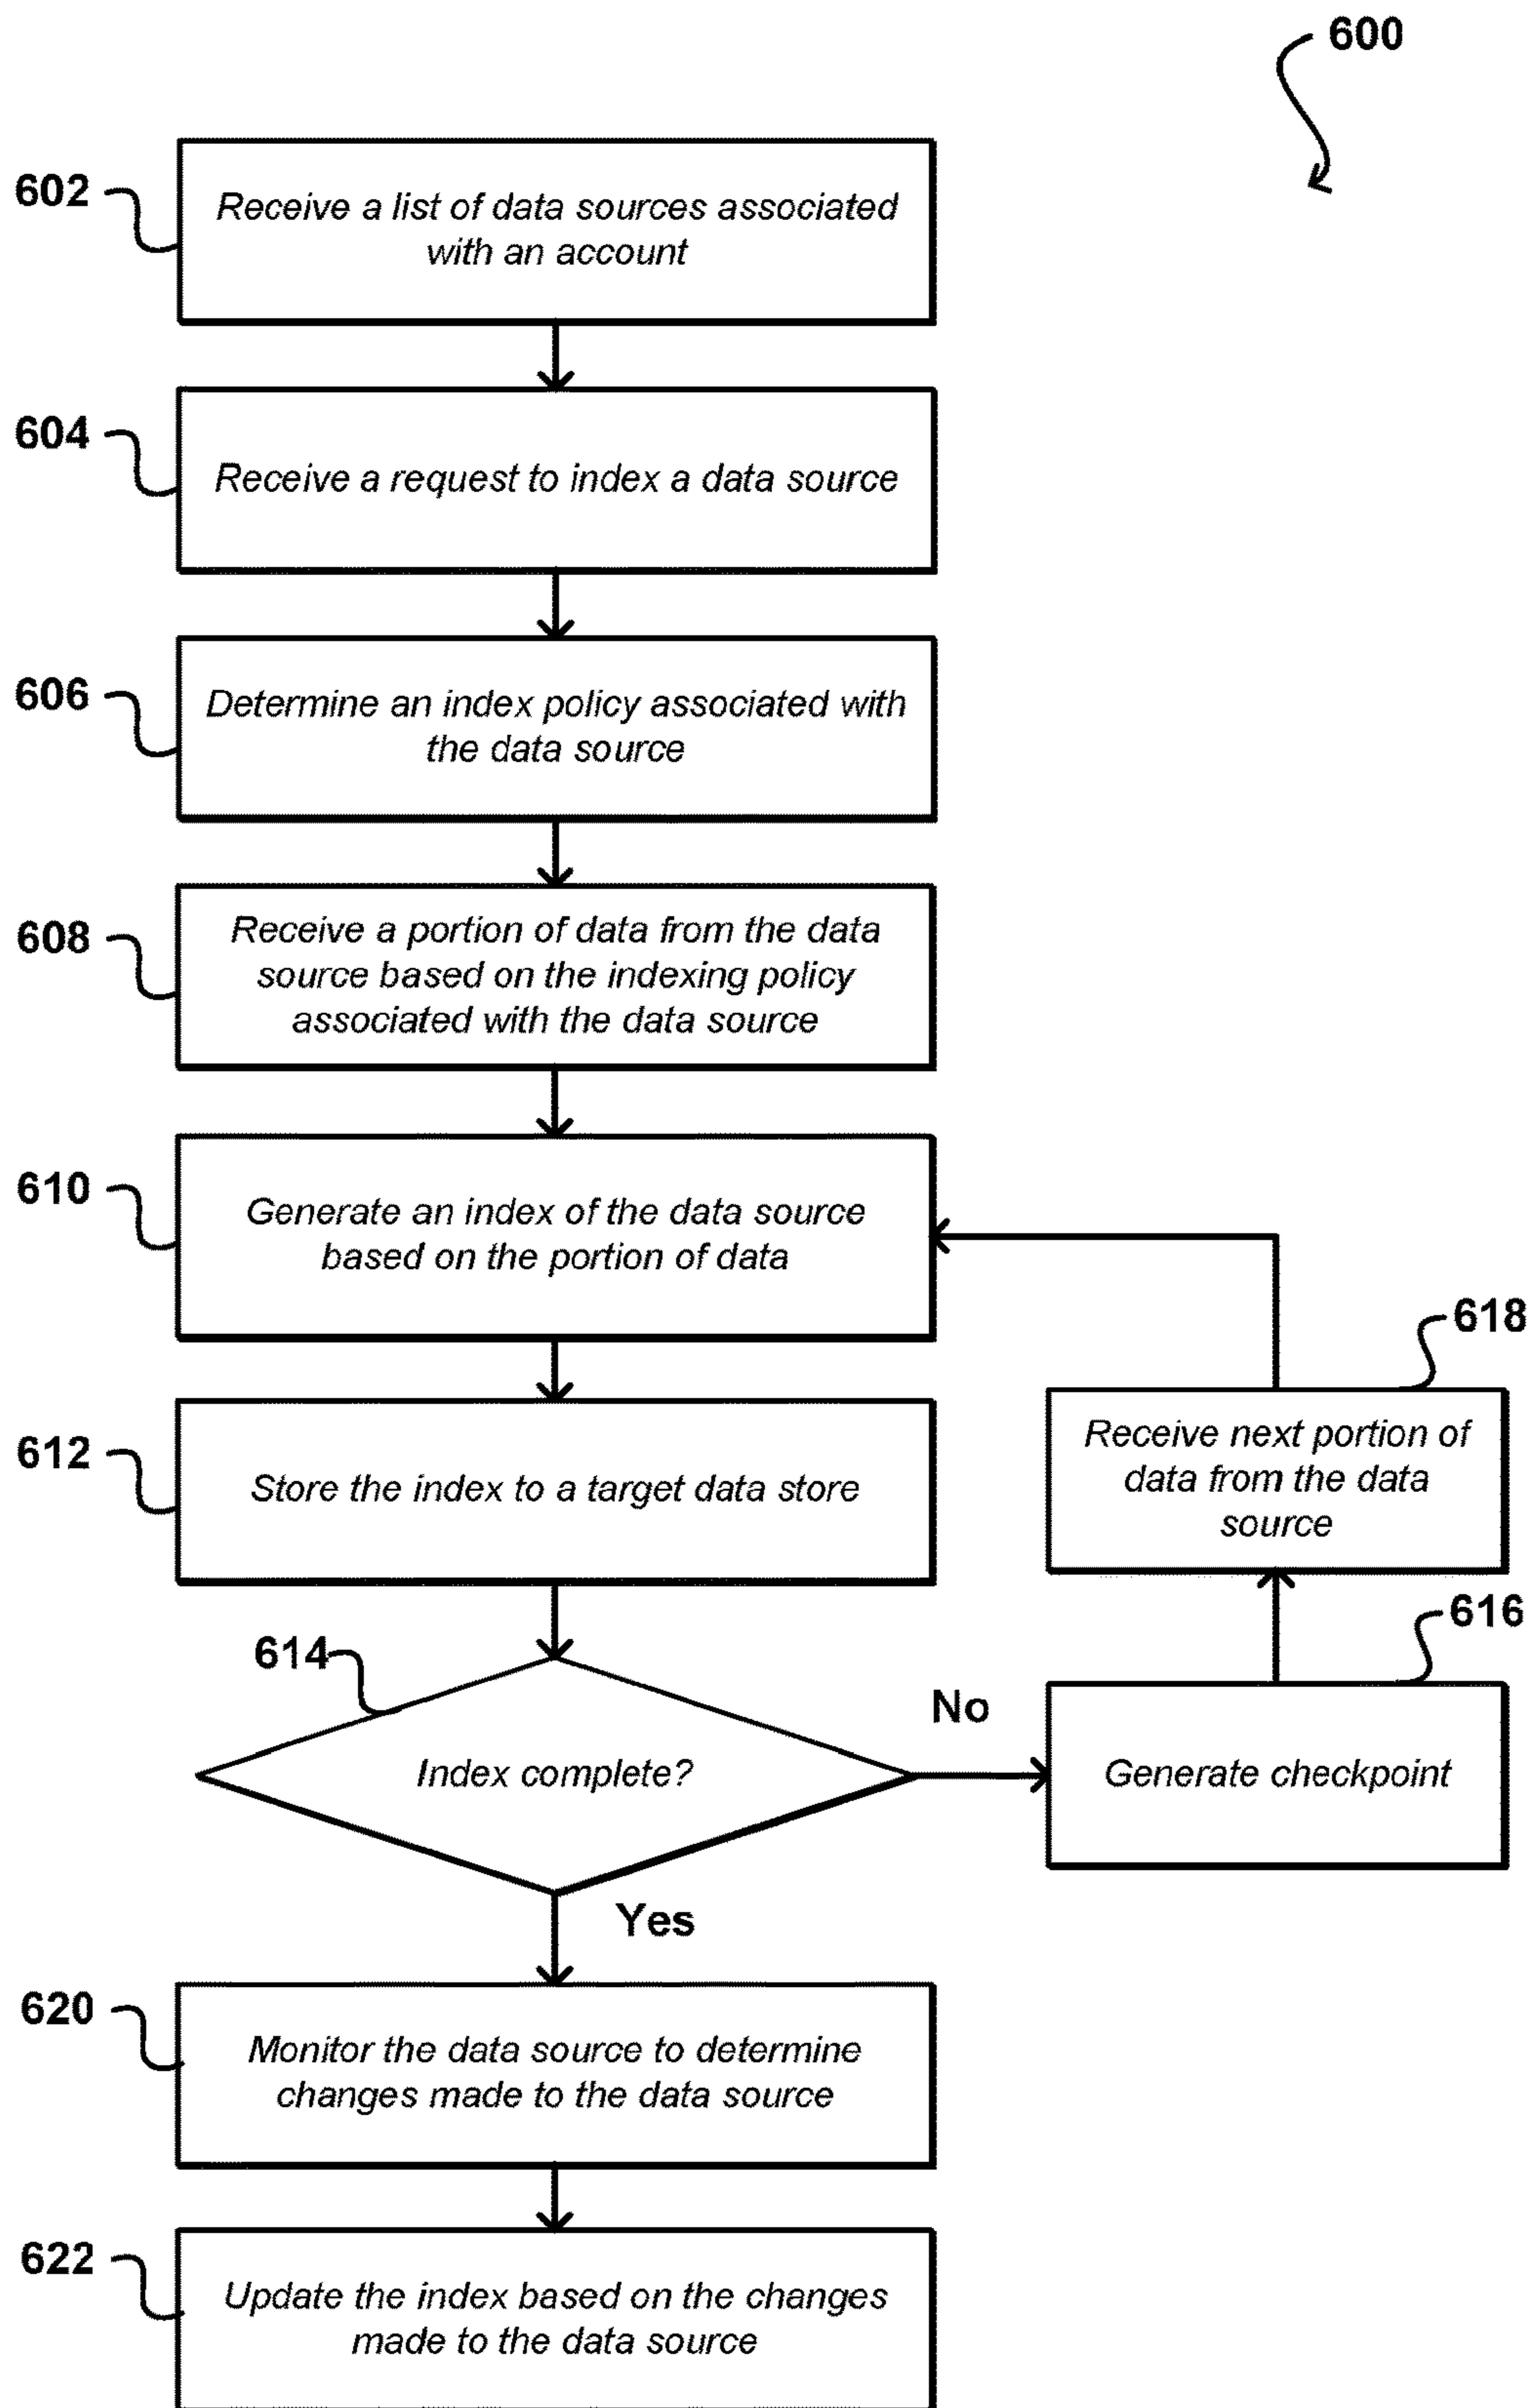 600
602
Receive a list of data sources associated
with an account
604
Receive a request to index a data source
606
Determine an index policy associated with
the data source
608
Receive a portion of data from the data
source based on the indexing policy
associated with the data source
610
Generate an index of the data source
based on the portion of data
618
Receive next portion of
data from the data
source
612
Store the index to a target data store
616
614
Index complete?
No
Generate checkpoint
Yes
620
Monitor the data source to determine
changes made to the data source
622
Update the index based on the changes
made to the data source